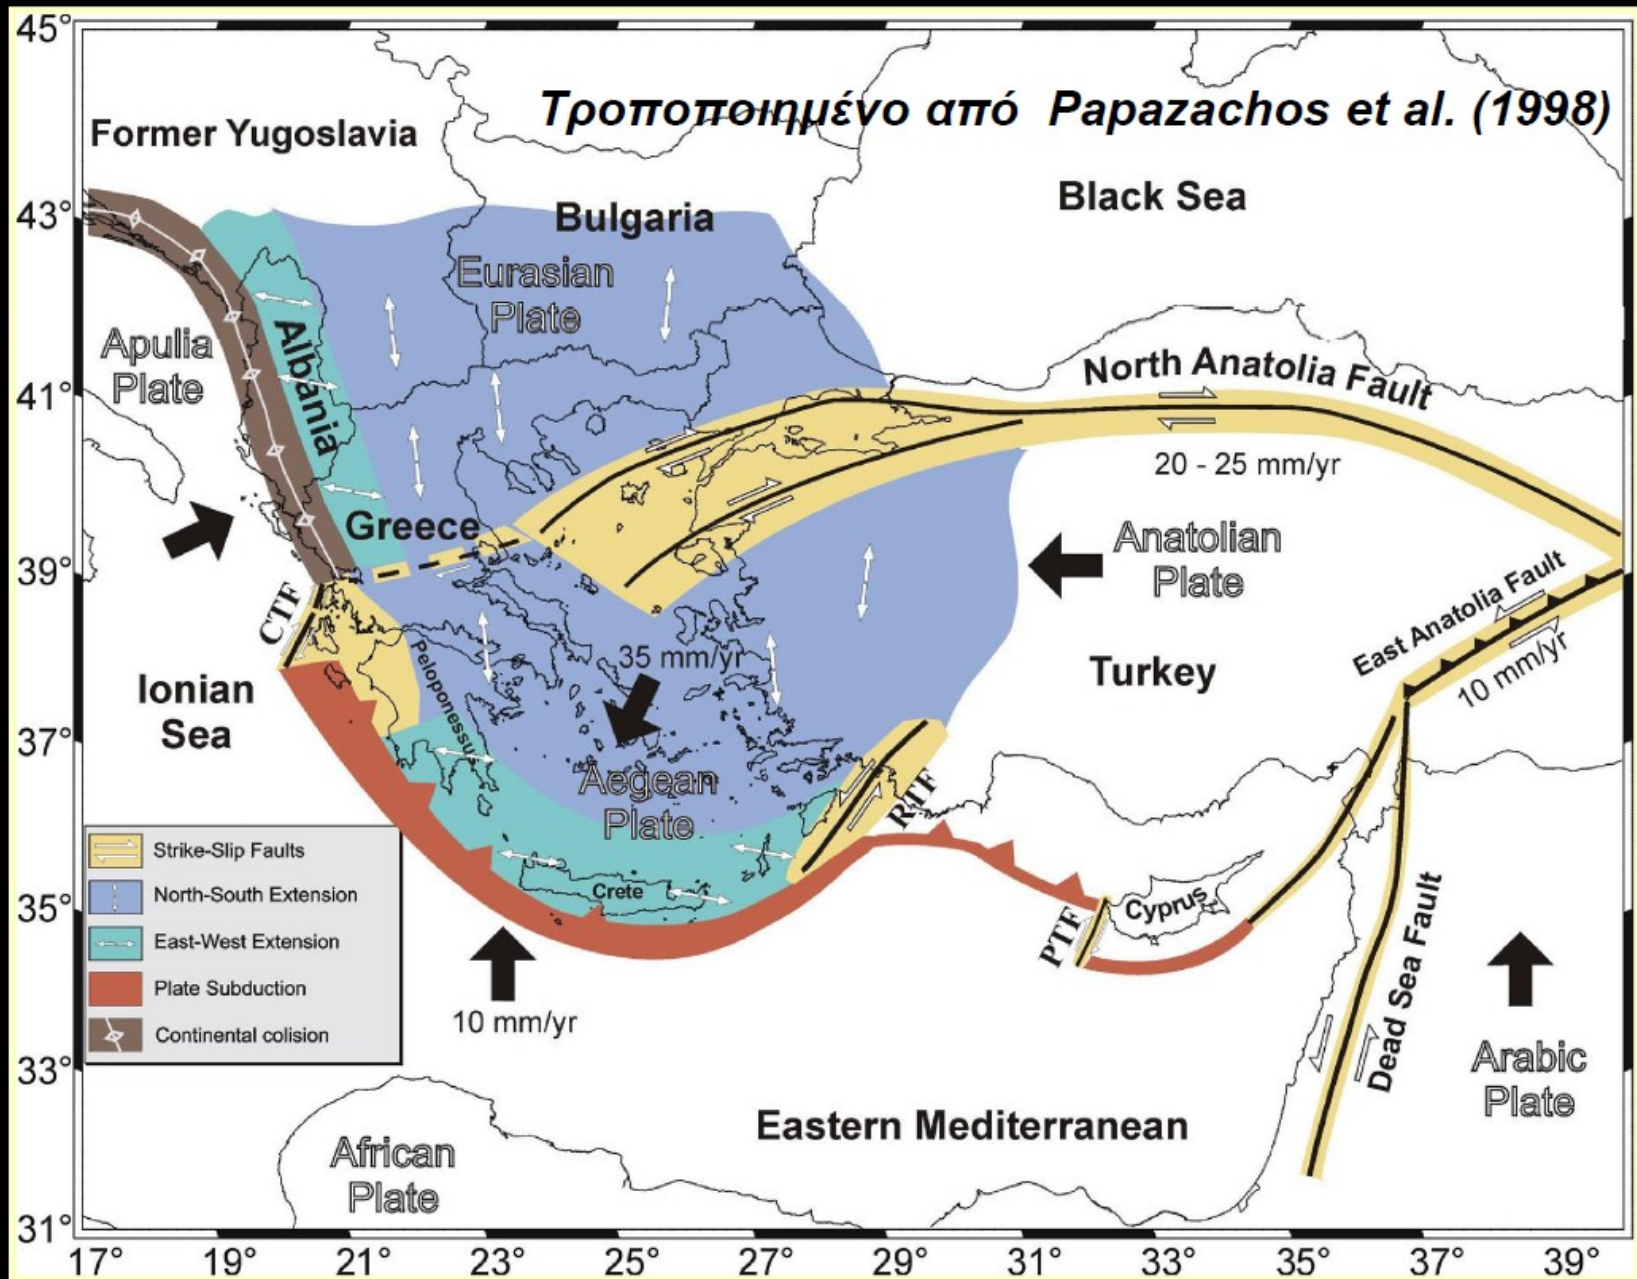 45°
Τροποποιημένο από Papazachos et al. (1998)
Former Yugoslavia
Black Sea
43°
Bulgaria
Eurasian
Plate
Apulia
Plate
Albania
North Anatolia Fault
41°
20 - 25 mm/yr
Greece
Anatolian
Plate
39°
East Anatolia Fault
10 mm/yr
CTF
Peloponessus
35 mm/yr
Turkey
Ionian
Sea
37°
Aegean
Plate
RTF
Strike-Slip Faults
North-South Extension
East-West Extension
Plate Subduction
Continental colision
Crete
35°
Cyprus
PTF
Dead Sea Fault
10 mm/yr
33°
Arabic
Plate
Eastern Mediterranean
African
Plate
31°
17° 19° 21° 23° 25° 27° 29° 31° 33° 35° 37° 39°